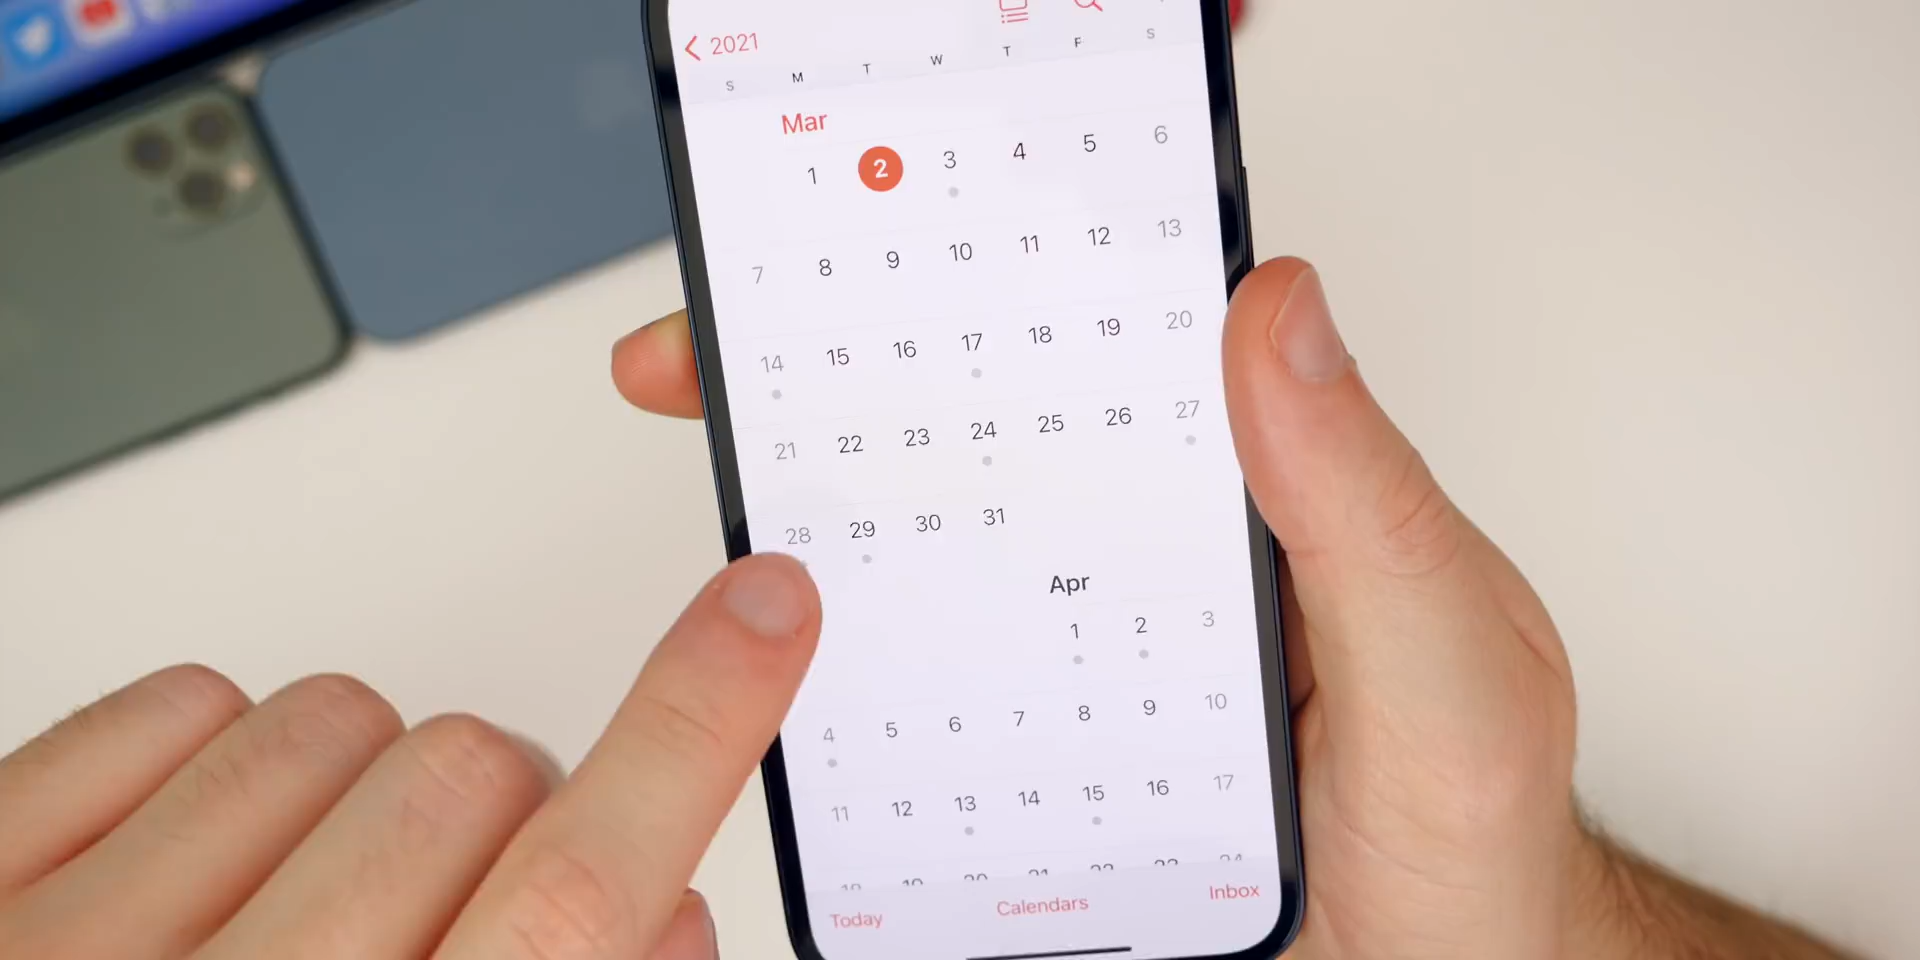 2021
S M T W T F S
Mar
1 2 3 4 5 6
7 8 9 10 11 12 13
14 15 16 17 18 19 20
21 22 23 24 25 26 27
28 29 30 31
Apr
1 2 3
4 5 6 7 8 9 10
11 12 13 14 15 16 17
Today Calendars Inbox